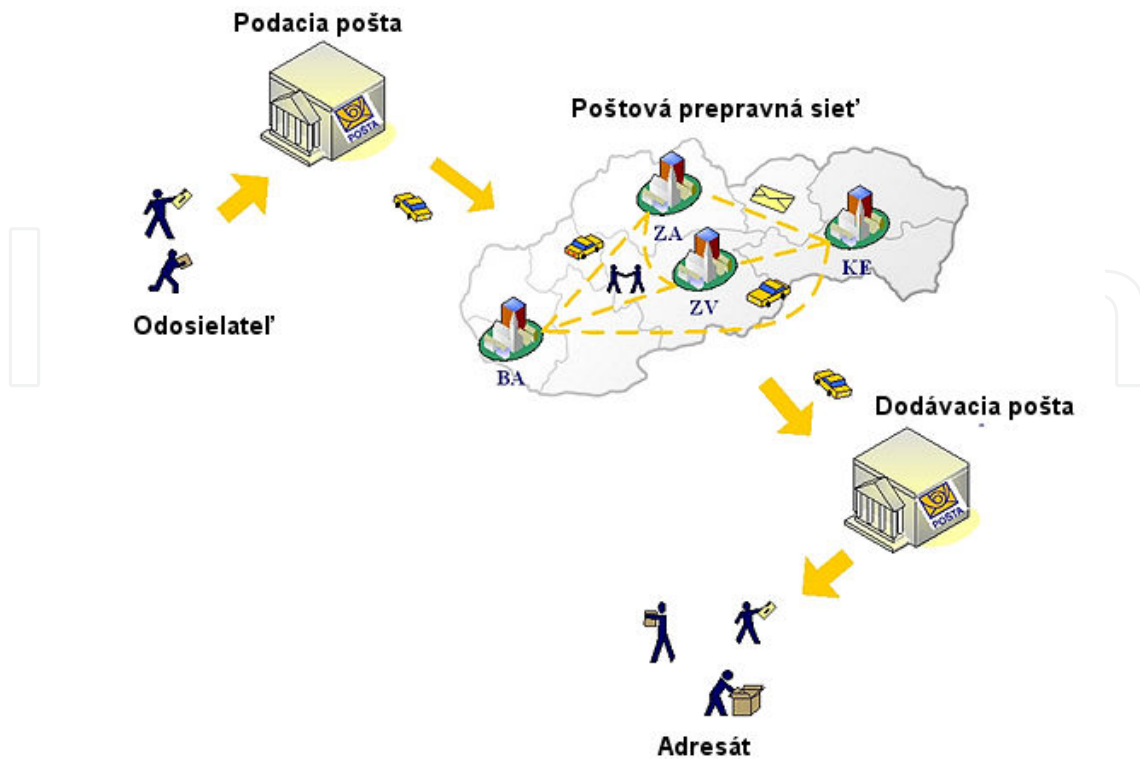 Podacia pošta
POŠTA
Poštová prepravná sieť
ZA
KE
ZV
BA
Odosielateľ
Dodávacia pošta
POŠTA
Adresát